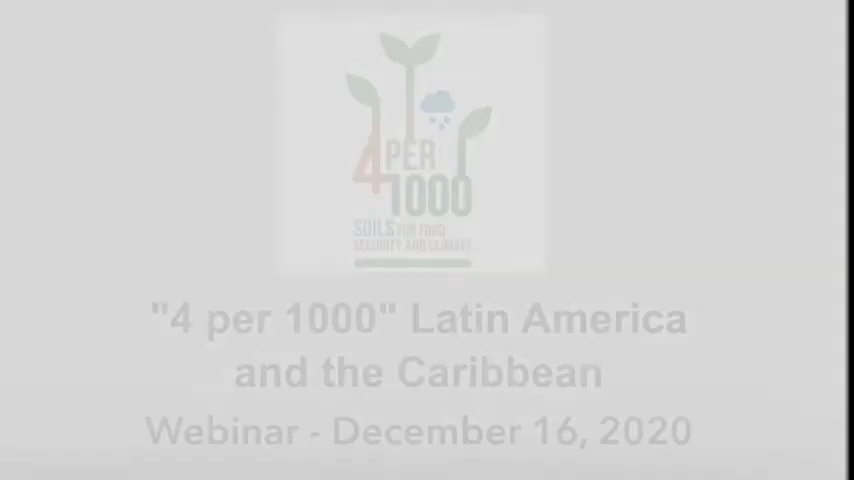 4 PER
1000
SOILS FOR FOOD
SECURITY AND CLIMATE
"4 per 1000" Latin America
and the Caribbean
Webinar - December 16, 2020